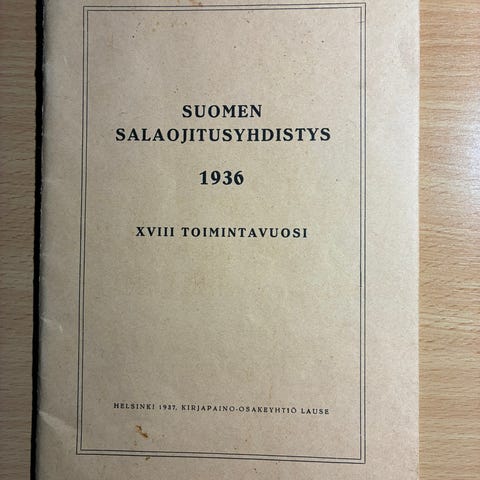 SUOMEN
SALAOJITUSYHDISTYS
1936
XVIII TOIMINTAVUOSI
HELSINKI 1937, KIRJAPAINO-OSAKEYHTIÖ LAUSE